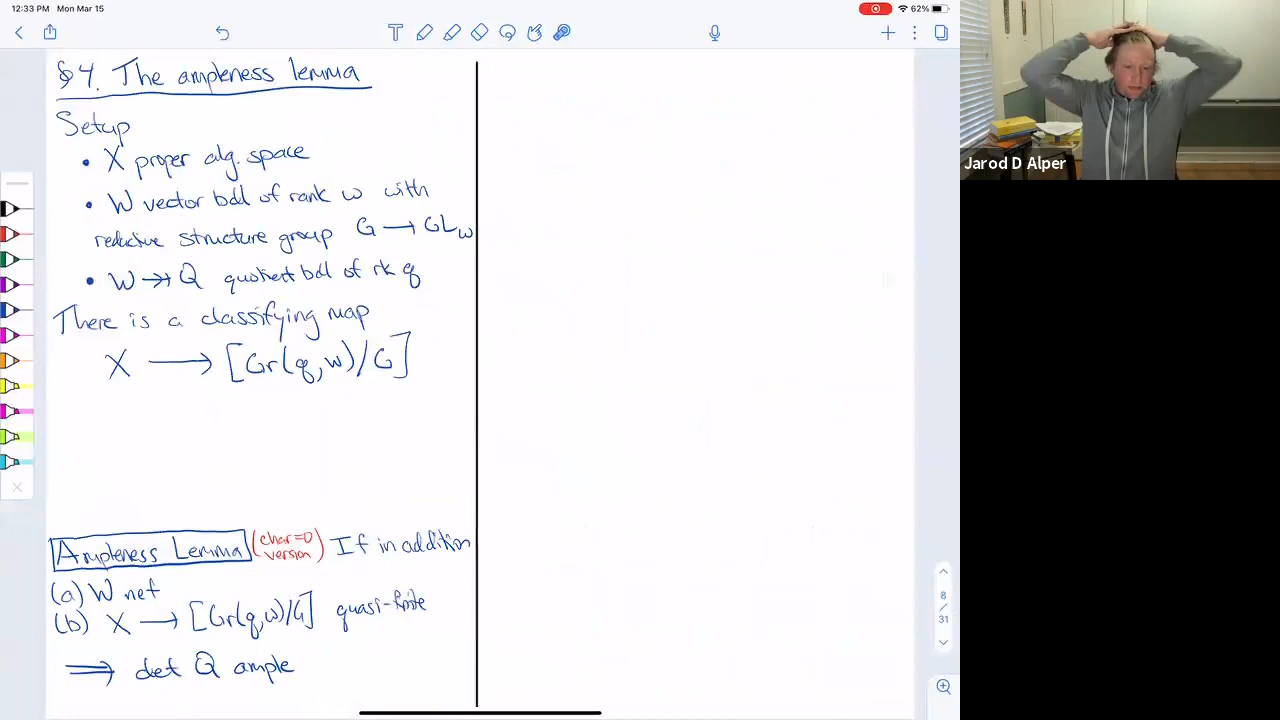 12:33 PM Mon Mar 15
62%
§4. The ampleness lemma
Setup
• X proper alg. space
• W vector bdl of rank w with
reductive structure group G → GL_w
• W ↠ Q quotient bdl of rk q
There is a classifying map
X → [Gr(q,w)/G]
Ampleness Lemma (char=0 version) If in addition
(a) W nef
(b) X → [Gr(q,w)/G] quasi-finite
⟹ det Q ample
8
/
31
Jarod D Alper